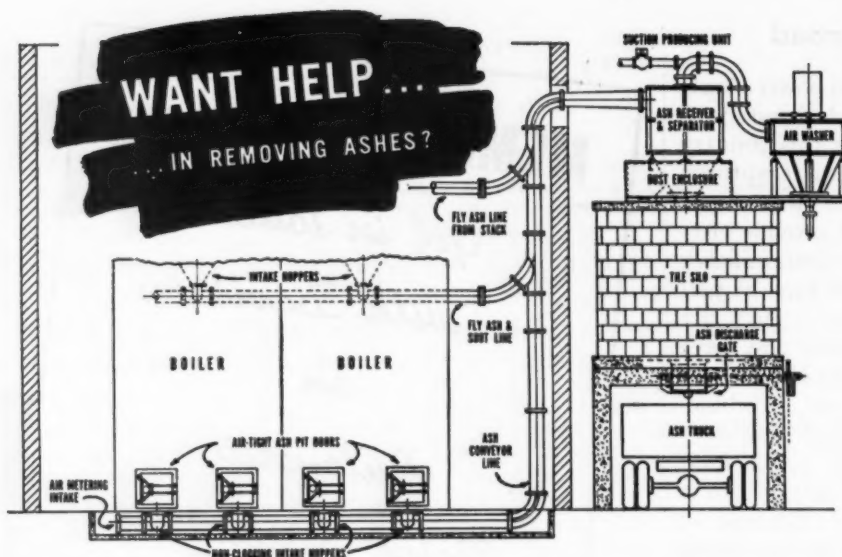 WANT HELP...
...IN REMOVING ASHES?
SUCTION PRODUCING UNIT
ASH RECEIVER
& SEPARATOR
AIR WASHER
DUST ENCLOSURE
FLY ASH LINE
FROM STACK
INTAKE HOPPERS
TILE SILO
FLY ASH &
SOOT LINE
ASH DISCHARGE
GATE
BOILER
BOILER
AIR-TIGHT ASH PIT DOORS
ASH
CONVEYOR
LINE
ASH TRUCK
AIR METERING
INTAKE
NON-CLOGGING INTAKE HOPPERS